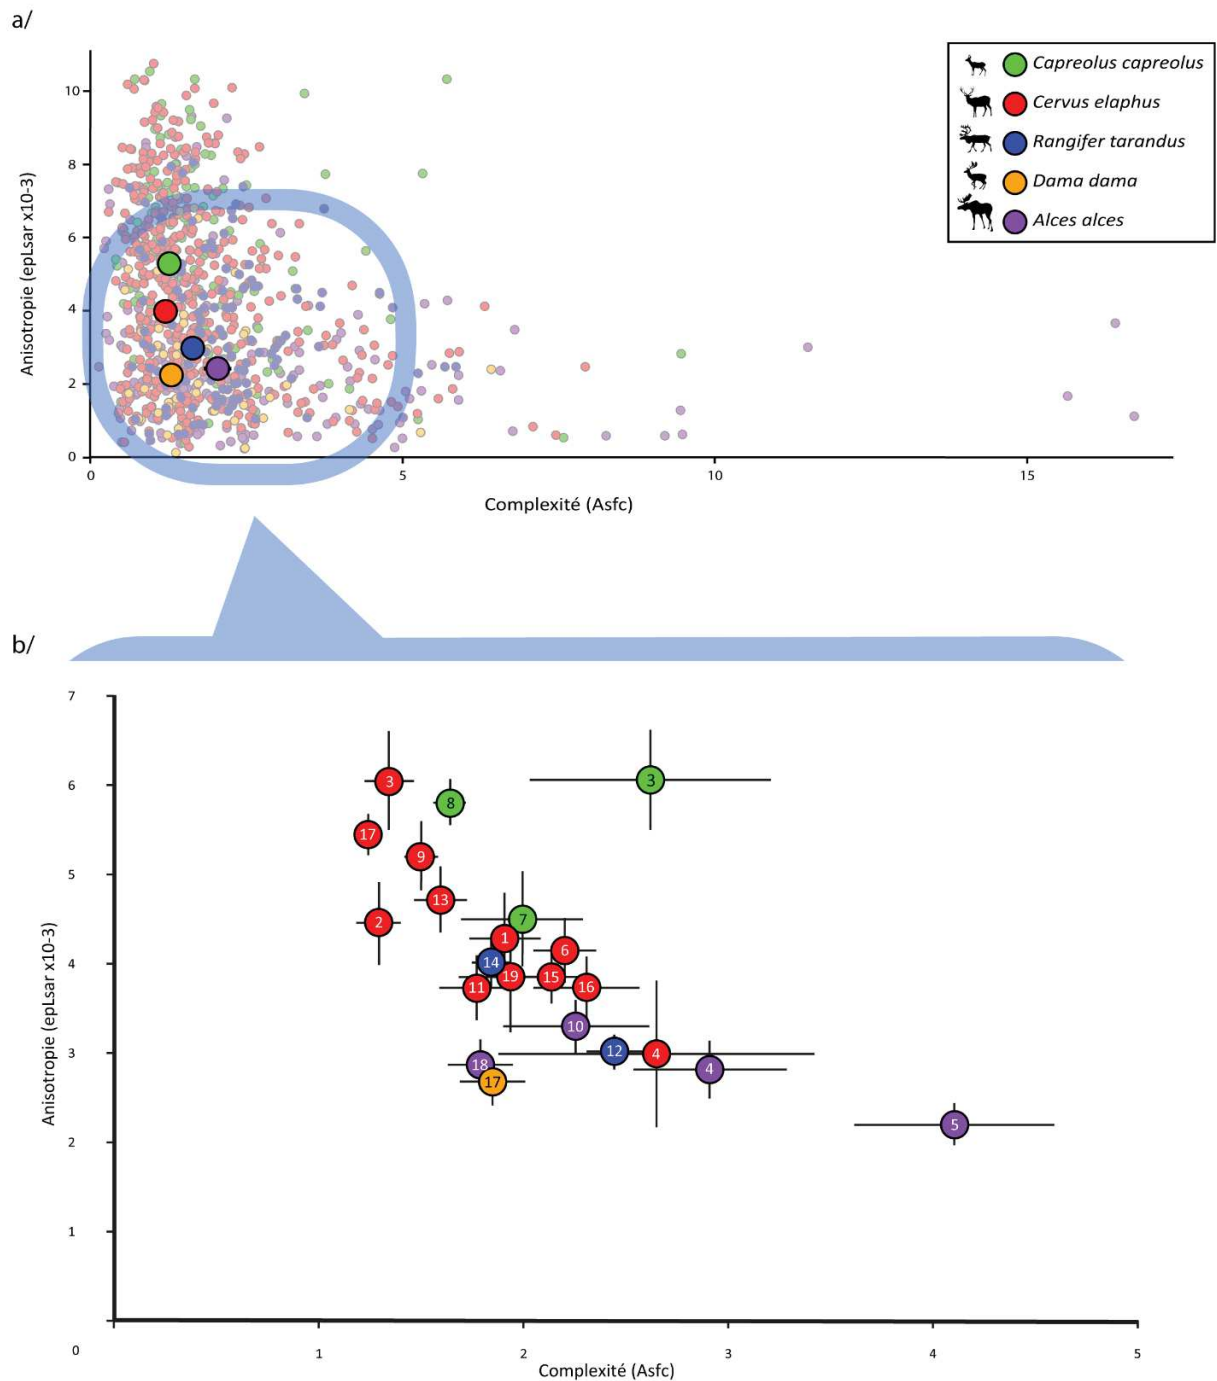 a/
Capreolus capreolus
Cervus elaphus
Rangifer tarandus
Dama dama
Alces alces
Anisotropie (epLsar x10-3)
10
8
6
4
2
0
0 5 10 15
Complexité (Asfc)
b/
Anisotropie (epLsar x10-3)
7
6
5
4
3
2
1
3 3
8
17
9
13
2
7
1
6
14
19 15
11 16
10
12 4
18 4
17
5
0 1 2 3 4 5
Complexité (Asfc)